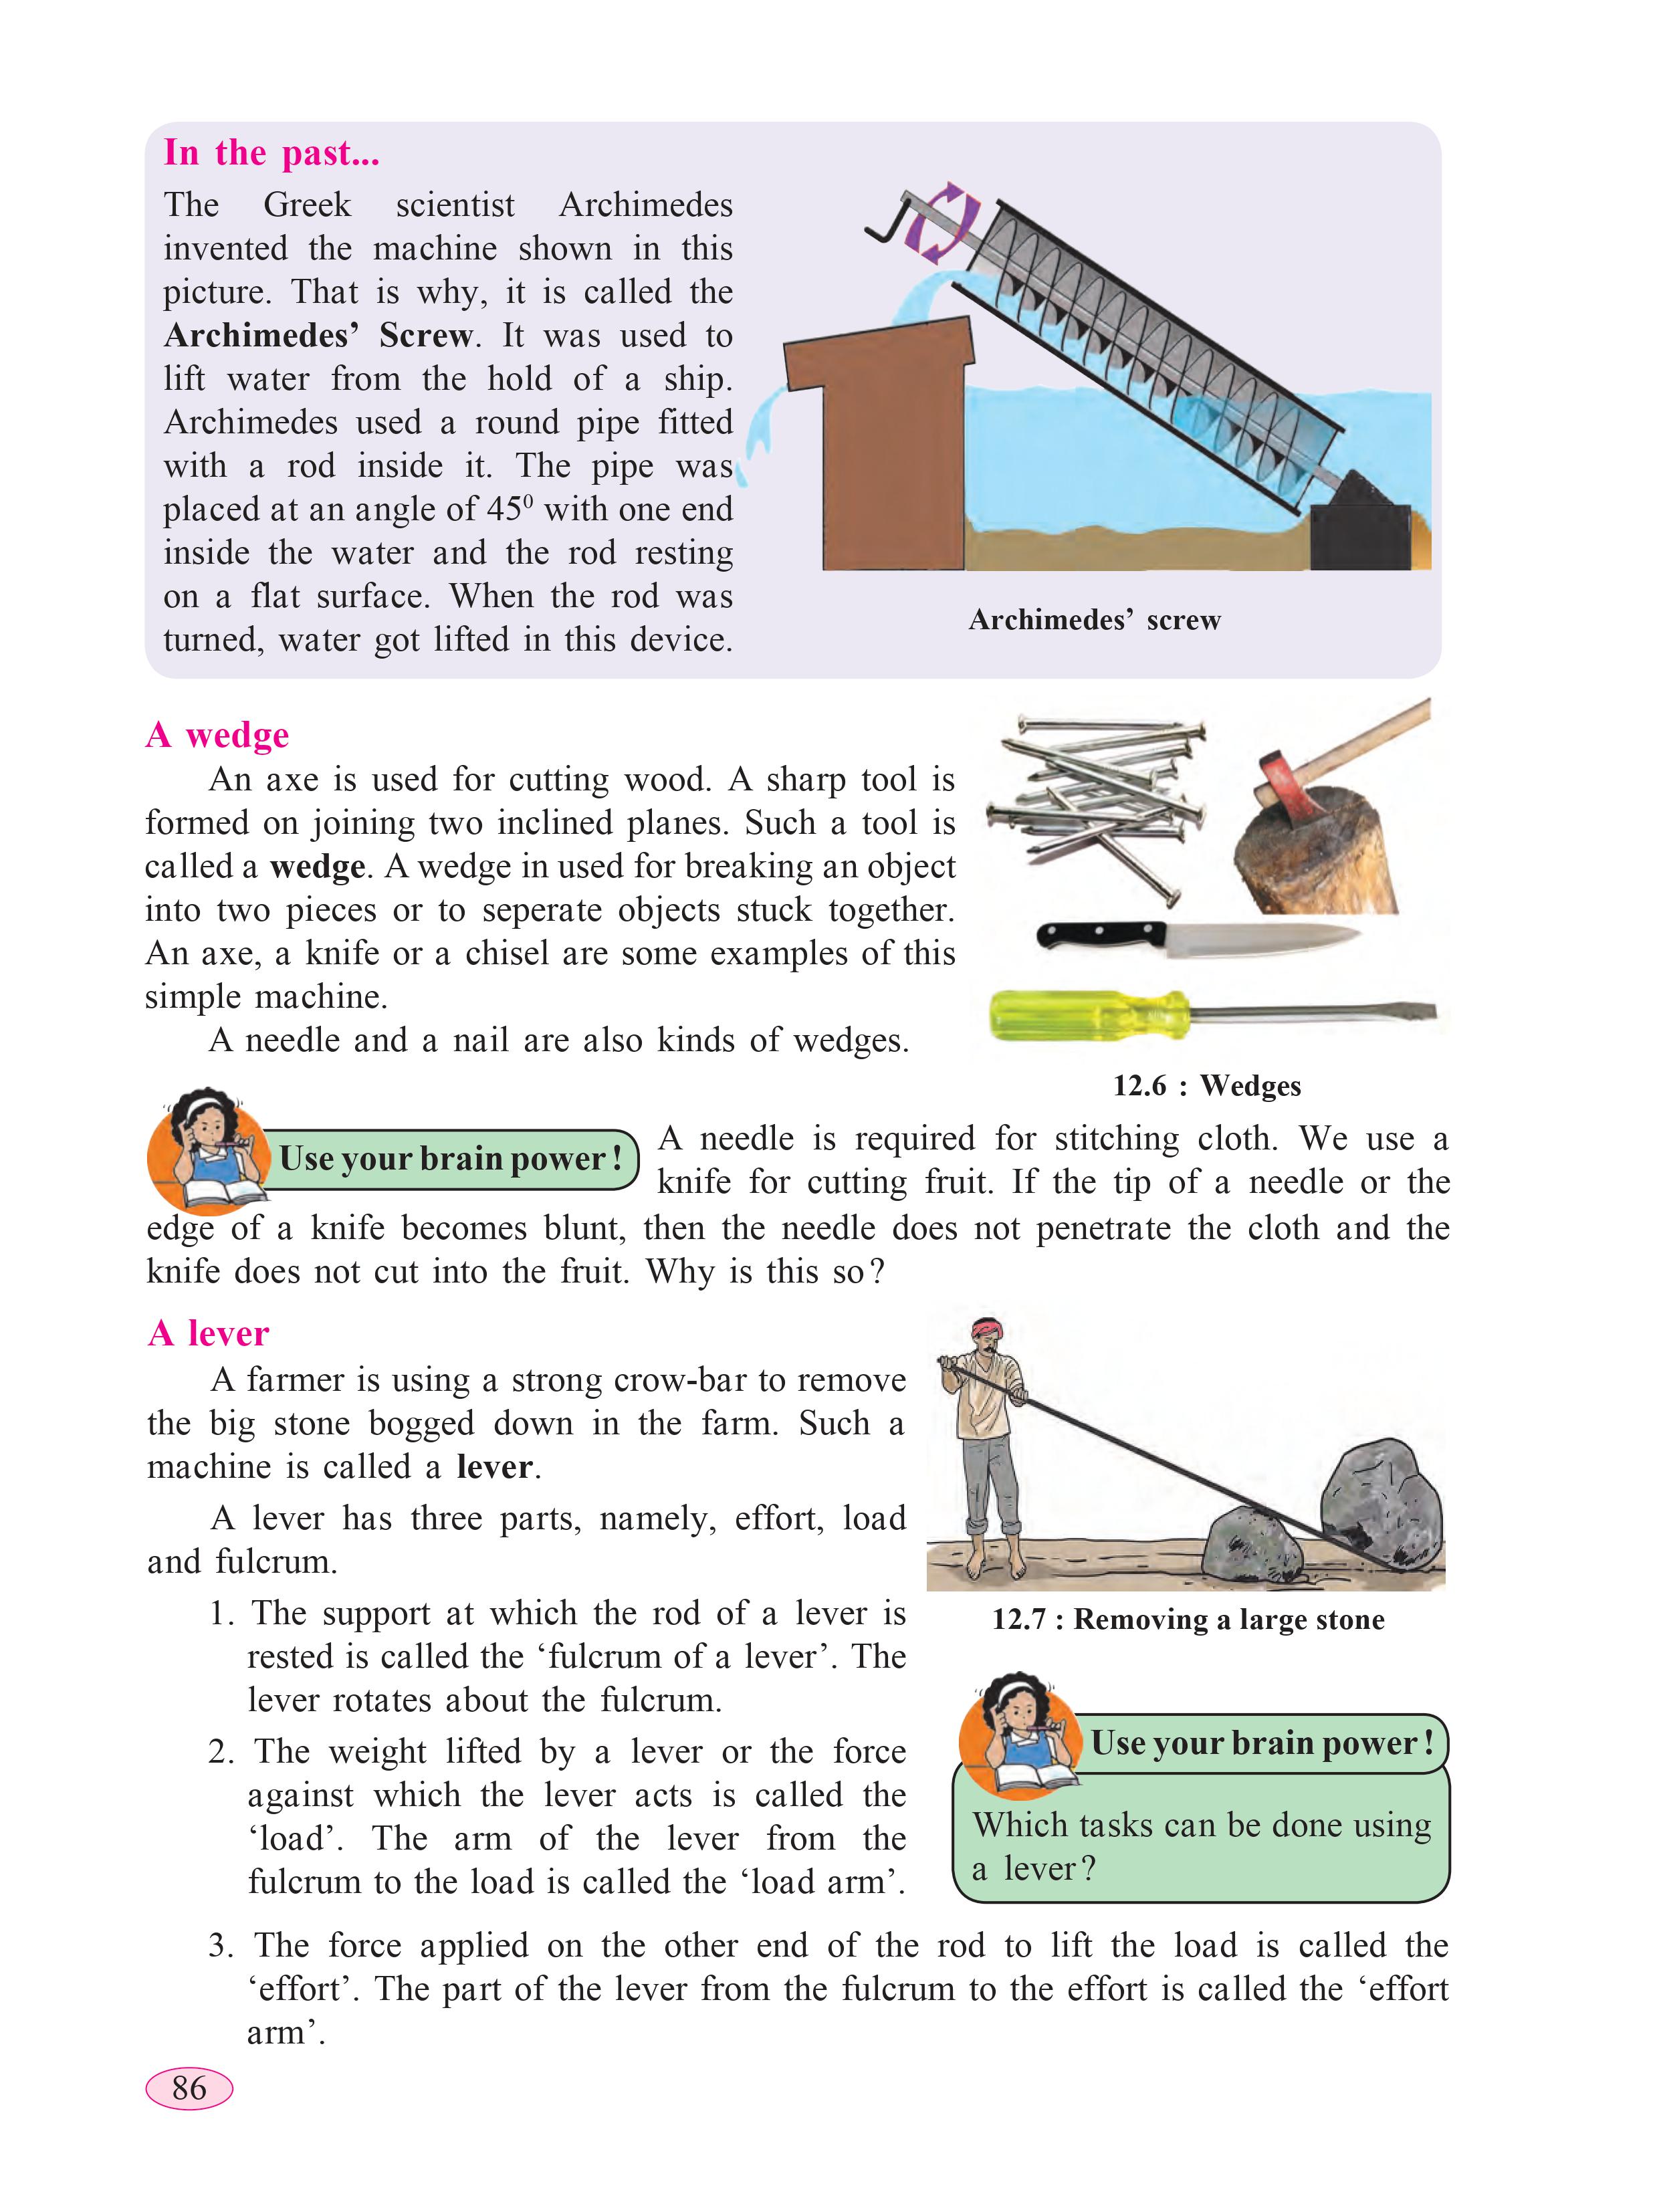 In the past...
The Greek scientist Archimedes
invented the machine shown in this
picture. That is why, it is called the
Archimedes’ Screw. It was used to
lift water from the hold of a ship.
Archimedes used a round pipe fitted
with a rod inside it. The pipe was
placed at an angle of 45⁰ with one end
inside the water and the rod resting
on a flat surface. When the rod was
turned, water got lifted in this device.
Archimedes’ screw
A wedge
An axe is used for cutting wood. A sharp tool is
formed on joining two inclined planes. Such a tool is
called a wedge. A wedge in used for breaking an object
into two pieces or to seperate objects stuck together.
An axe, a knife or a chisel are some examples of this
simple machine.
A needle and a nail are also kinds of wedges.
12.6 : Wedges
Use your brain power !
A needle is required for stitching cloth. We use a
knife for cutting fruit. If the tip of a needle or the
edge of a knife becomes blunt, then the needle does not penetrate the cloth and the
knife does not cut into the fruit. Why is this so ?
A lever
A farmer is using a strong crow-bar to remove
the big stone bogged down in the farm. Such a
machine is called a lever.
A lever has three parts, namely, effort, load
and fulcrum.
1. The support at which the rod of a lever is
rested is called the ‘fulcrum of a lever’. The
lever rotates about the fulcrum.
2. The weight lifted by a lever or the force
against which the lever acts is called the
‘load’. The arm of the lever from the
fulcrum to the load is called the ‘load arm’.
12.7 : Removing a large stone
Use your brain power !
Which tasks can be done using
a lever ?
3. The force applied on the other end of the rod to lift the load is called the
‘effort’. The part of the lever from the fulcrum to the effort is called the ‘effort
arm’.
86